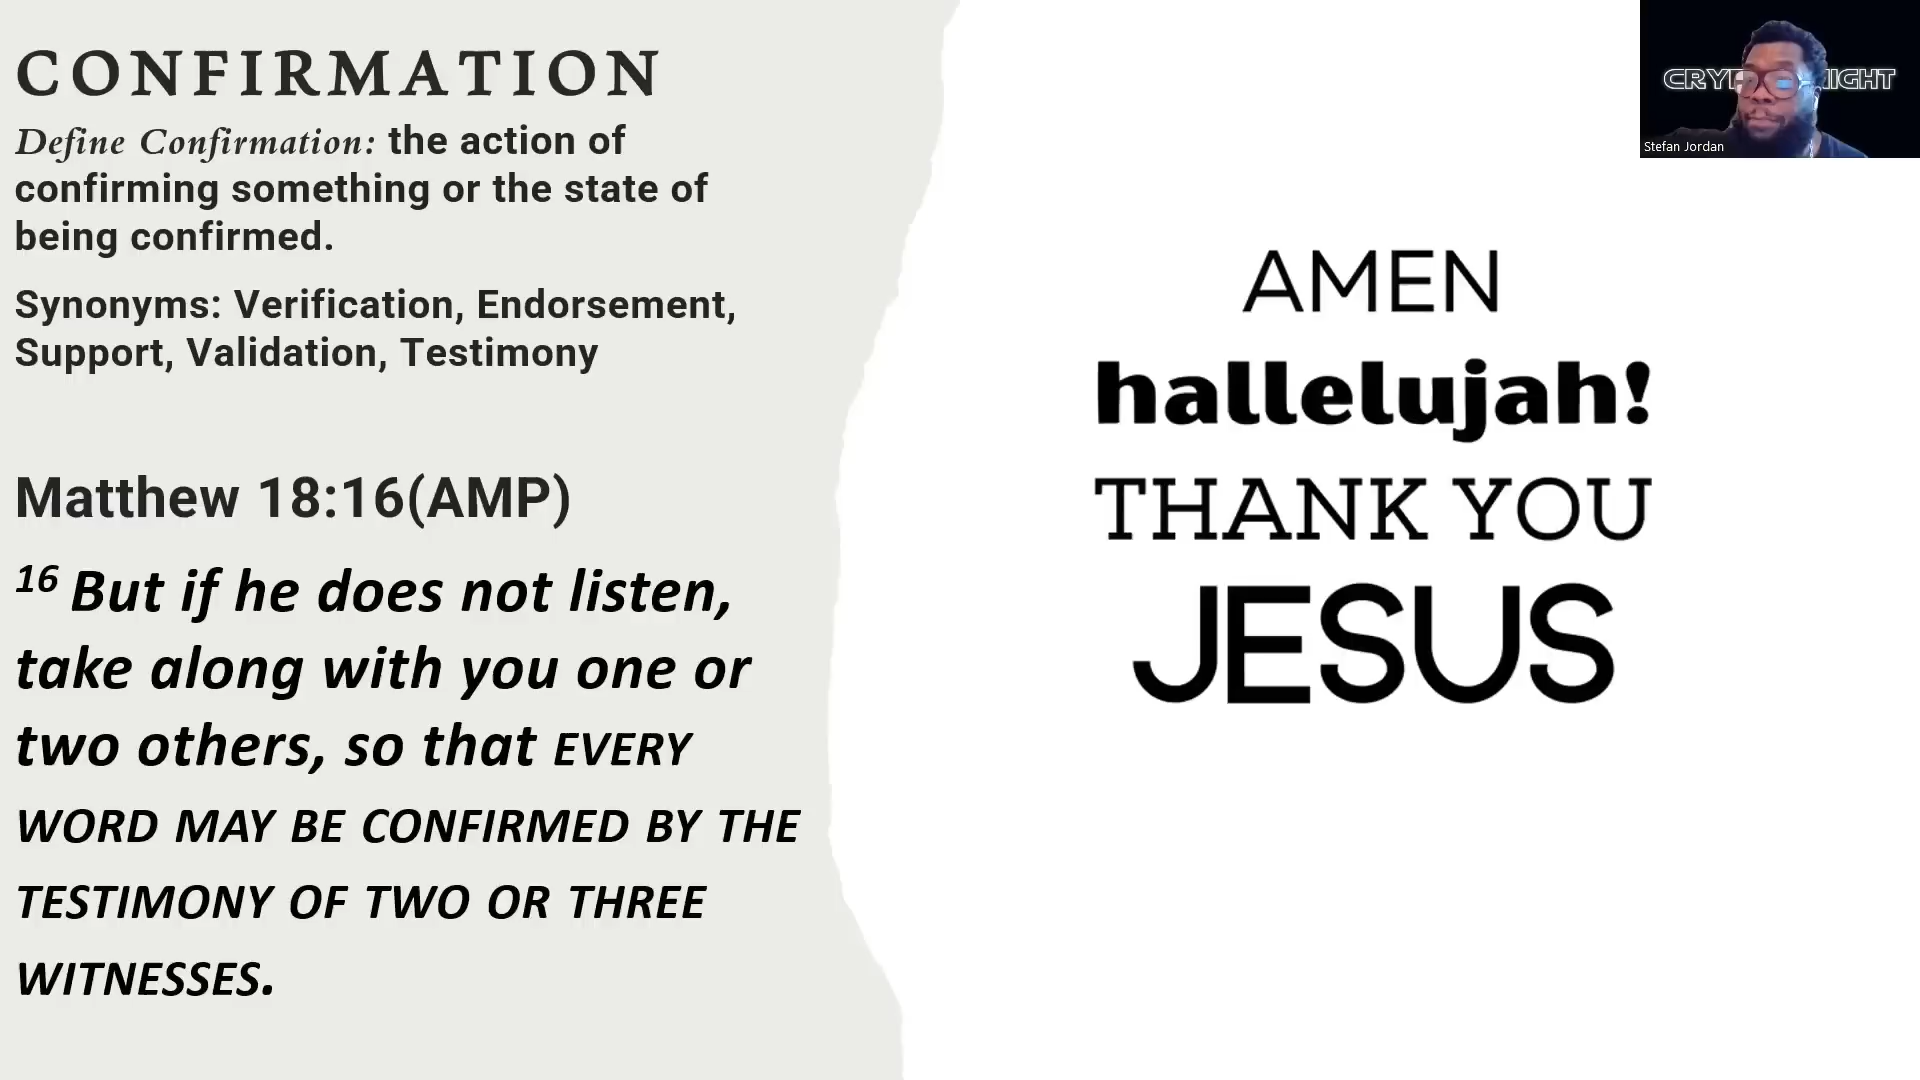 CONFIRMATION
Define Confirmation: the action of
confirming something or the state of
being confirmed.
Synonyms: Verification, Endorsement,
Support, Validation, Testimony
Matthew 18:16(AMP)
16 But if he does not listen,
take along with you one or
two others, so that EVERY
WORD MAY BE CONFIRMED BY THE
TESTIMONY OF TWO OR THREE
WITNESSES.
AMEN
hallelujah!
THANK YOU
JESUS
Stefan Jordan